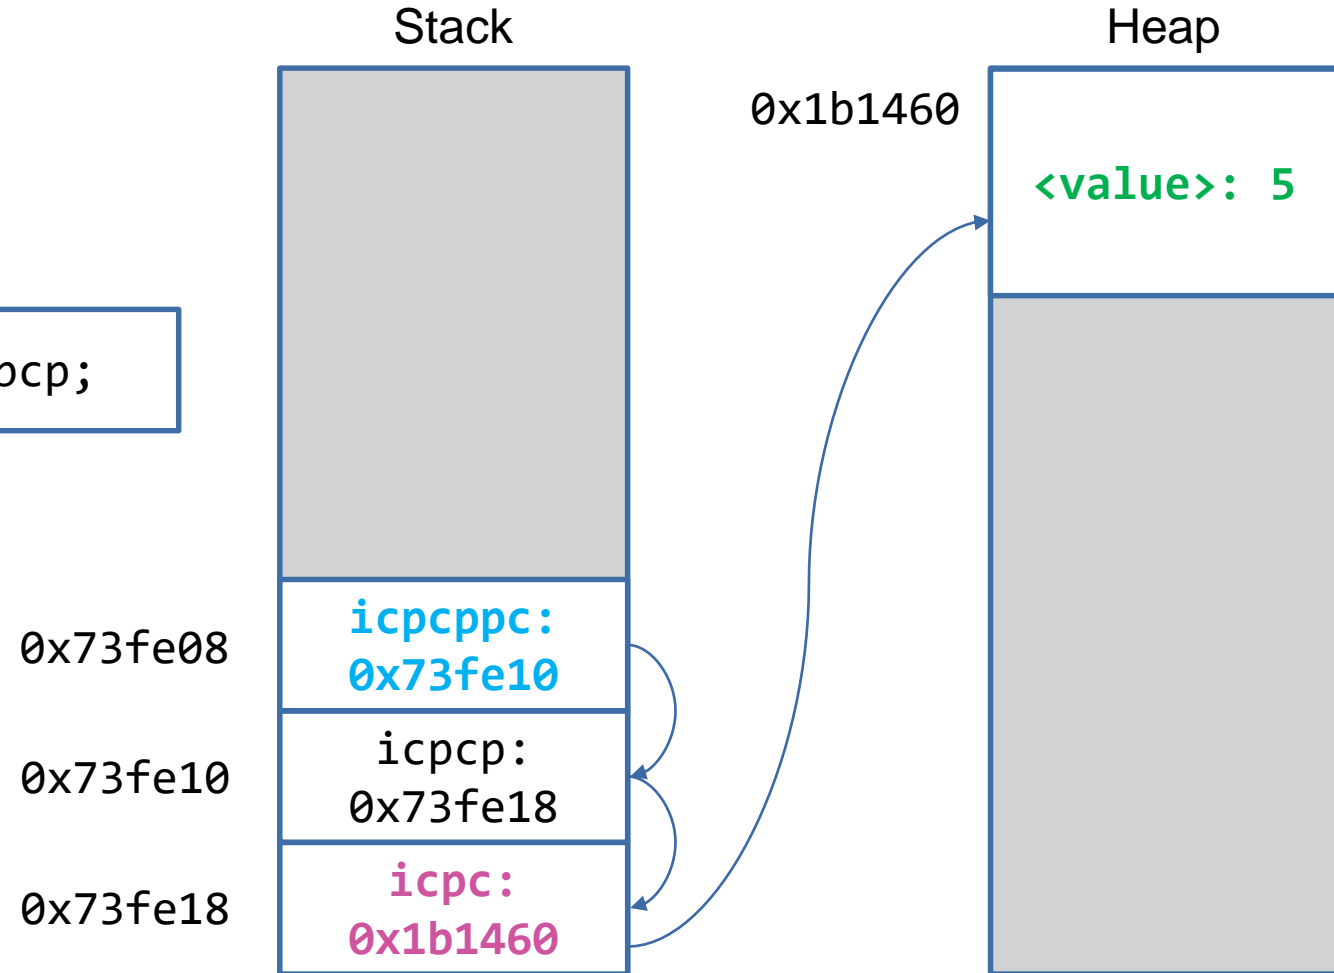 Stack
Heap
0x1b1460
<value>: 5
pcp;
0x73fe08
icpcppc:
0x73fe10
0x73fe10
icpcp:
0x73fe18
0x73fe18
icpc:
0x1b1460